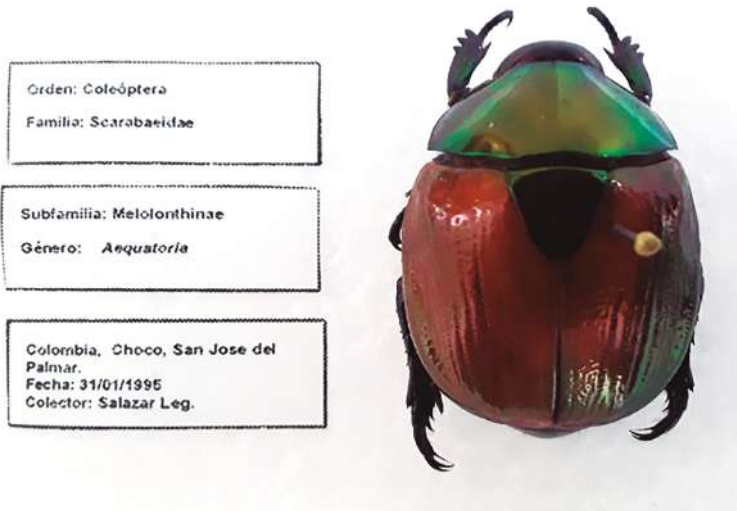 Orden: Coleóptera
Familia: Scarabaeidae
Subfamilia: Melolonthinae
Género: Aequatoria
Colombia, Choco, San Jose del
Palmar.
Fecha: 31/01/1995
Colector: Salazar Leg.